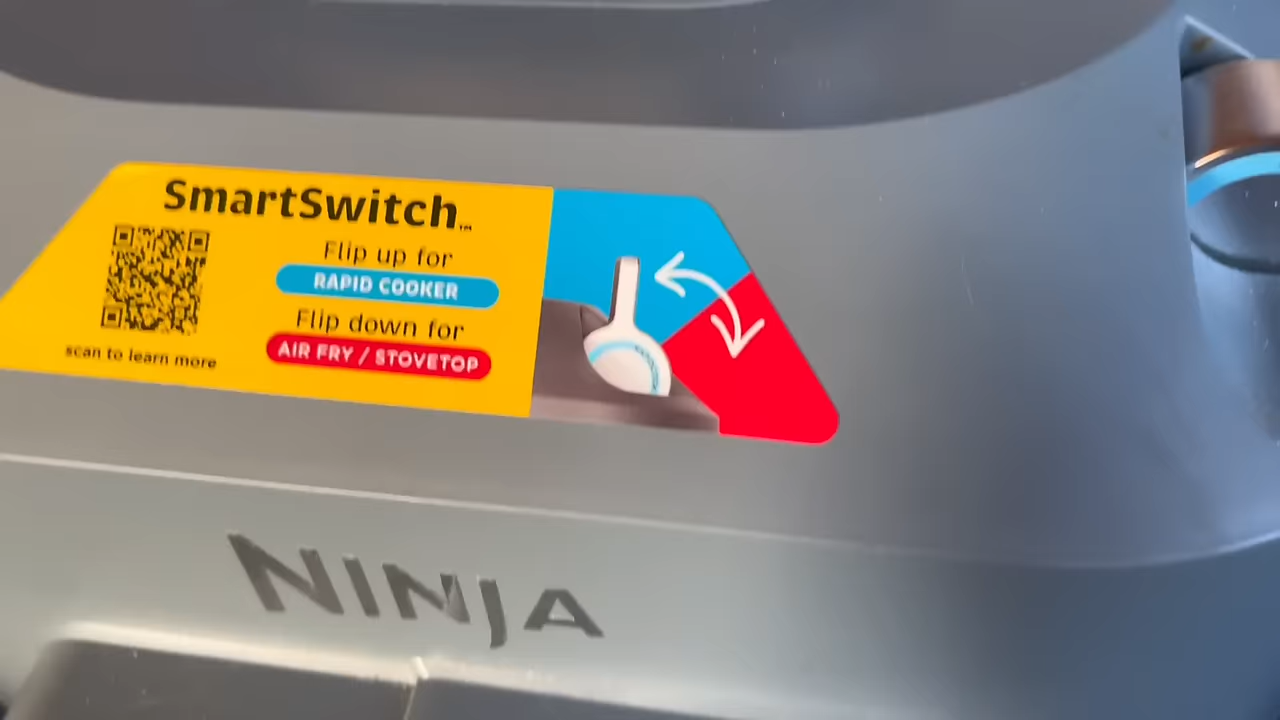 SmartSwitch™
Flip up for
RAPID COOKER
Flip down for
AIR FRY / STOVETOP
scan to learn more
NINJA